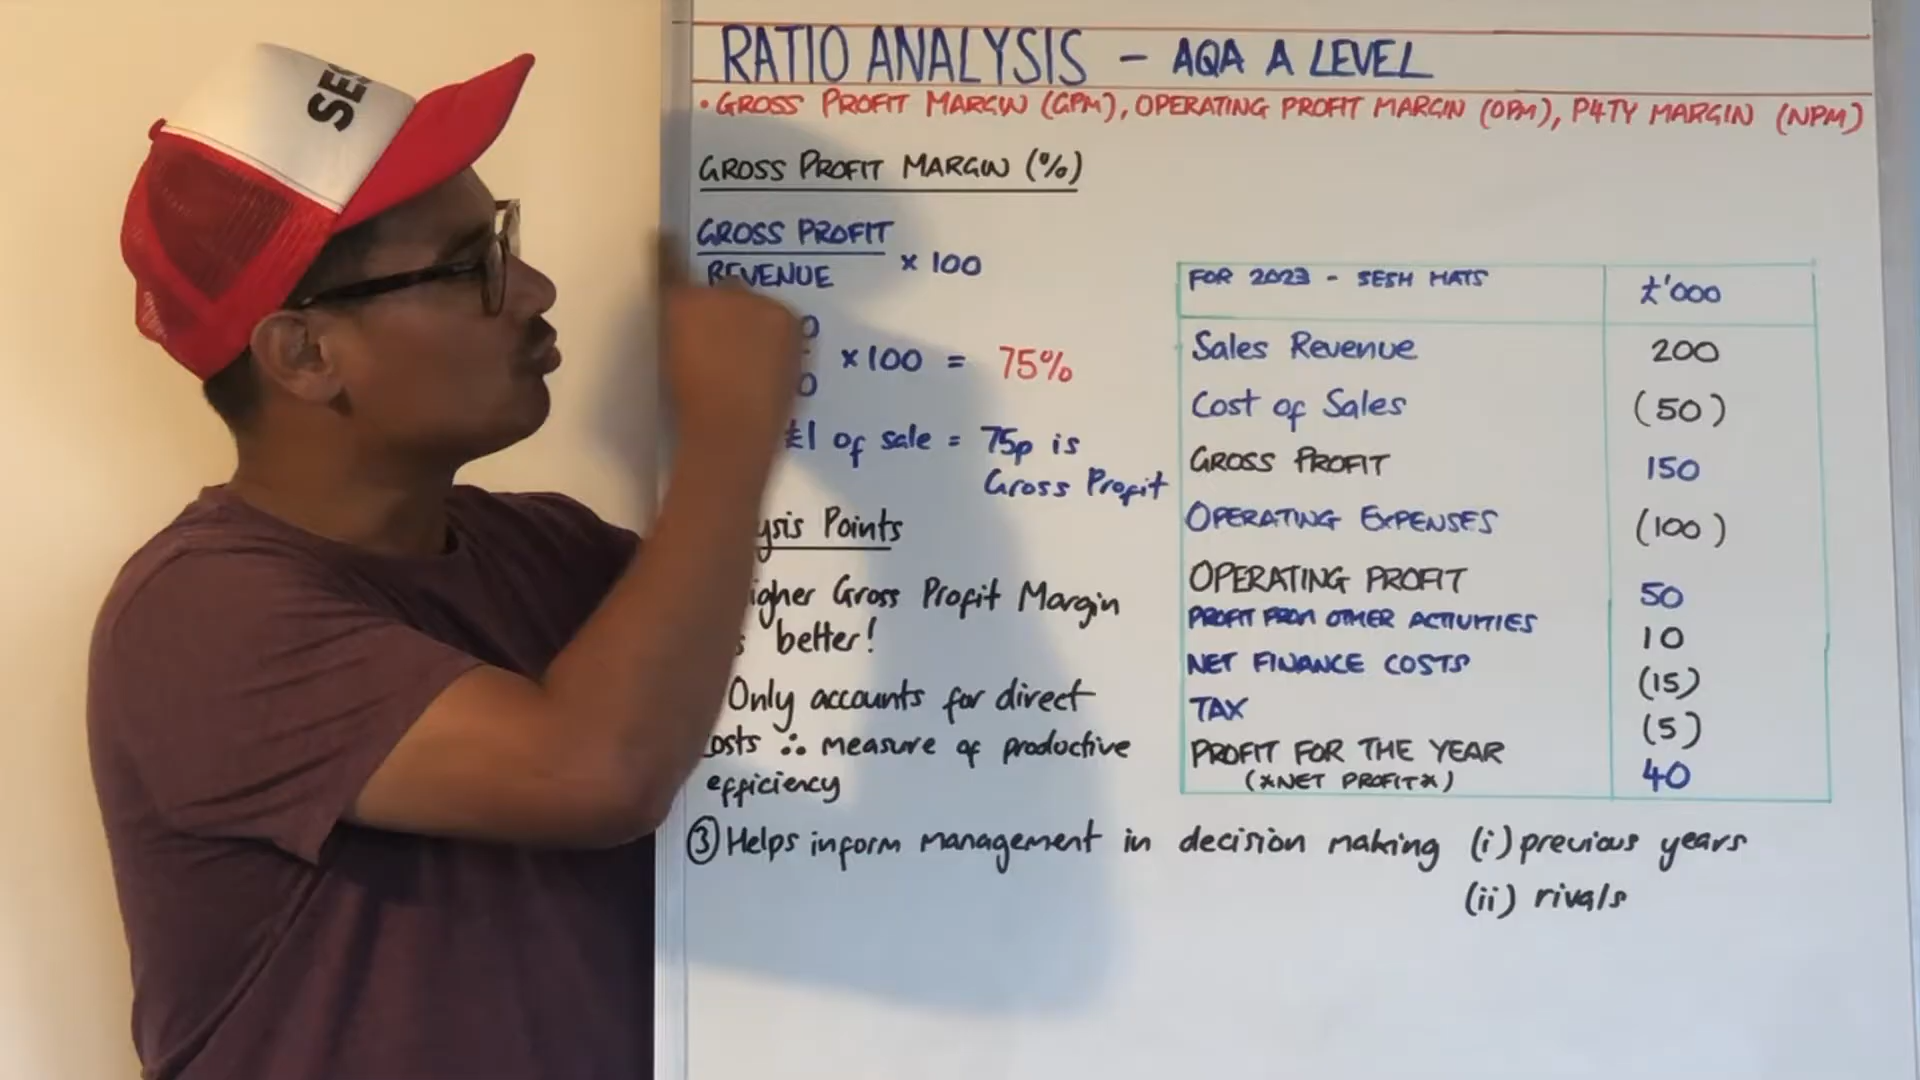 SES
RATIO ANALYSIS - AQA A LEVEL
• GROSS PROFIT MARGIN (GPM), OPERATING PROFIT MARGIN (OPM), P4TY MARGIN (NPM)
GROSS PROFIT MARGIN (%)
GROSS PROFIT
REVENUE
× 100
× 100 = 75%
£1 of sale = 75p is
Gross Profit
Points
Gross Profit Margin
better!
Only accounts for direct
∴ measure of productive
efficiency
③ Helps inform management in decision making (i) previous years
(ii) rivals
FOR 2023 - SESH HATS £'000
Sales Revenue 200
Cost of Sales (50)
GROSS PROFIT 150
OPERATING EXPENSES (100)
OPERATING PROFIT 50
PROFIT FROM OTHER ACTIVITIES 10
NET FINANCE COSTS (15)
TAX (5)
PROFIT FOR THE YEAR 40
(*NET PROFIT*)